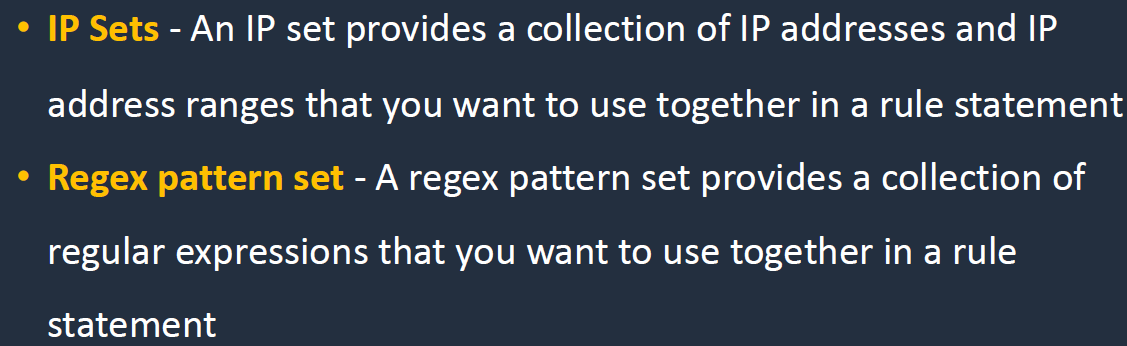 • IP Sets - An IP set provides a collection of IP addresses and IP
address ranges that you want to use together in a rule statement
• Regex pattern set - A regex pattern set provides a collection of
regular expressions that you want to use together in a rule
statement